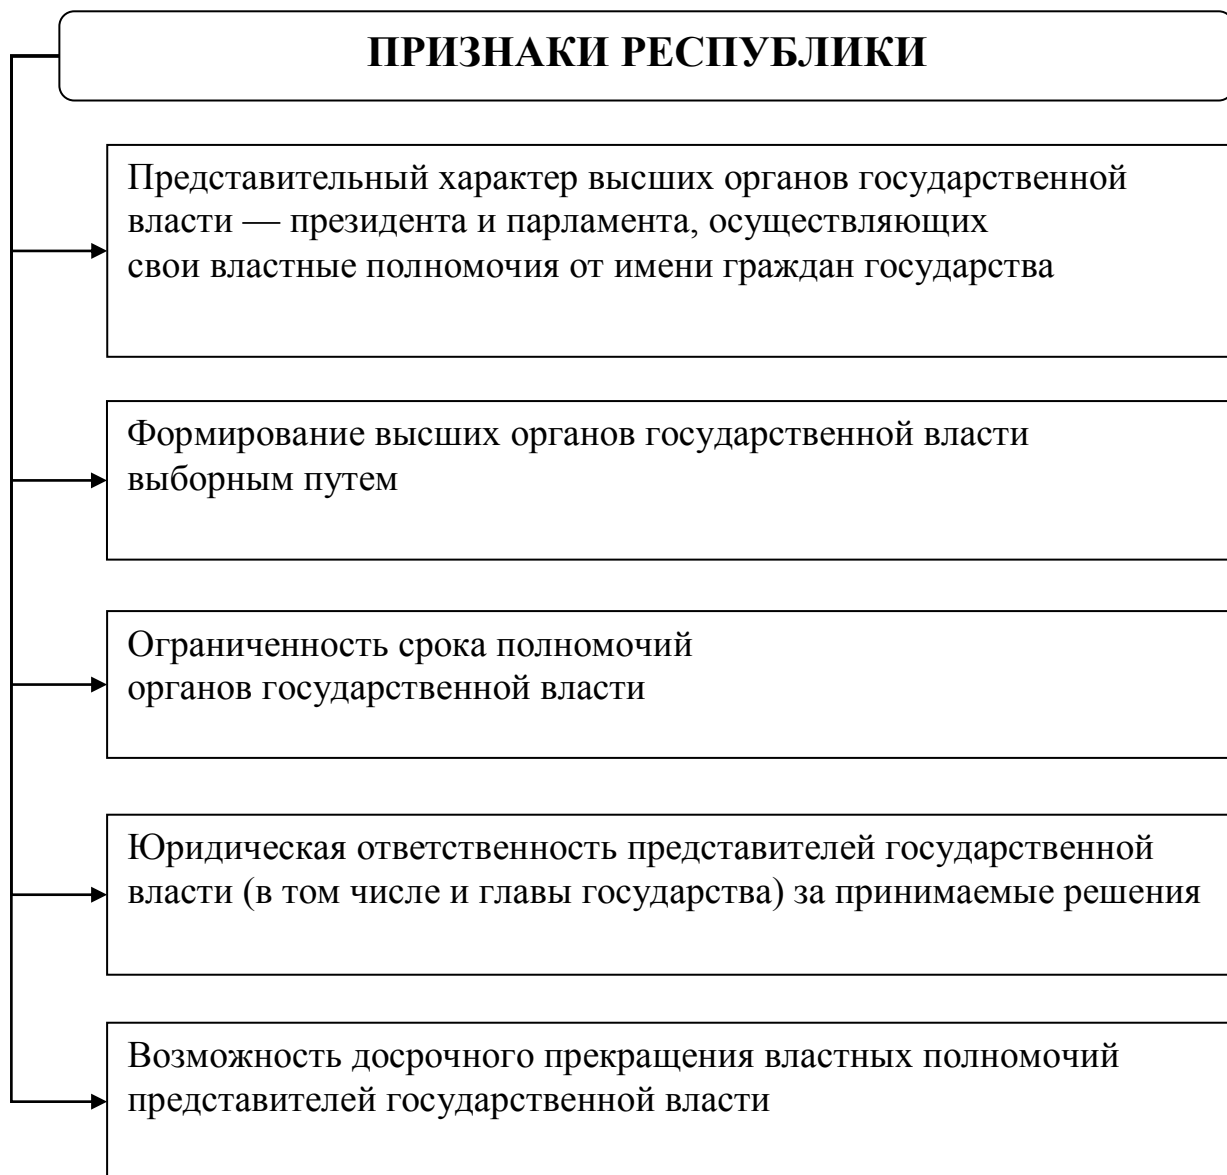 ПРИЗНАКИ РЕСПУБЛИКИ
Представительный характер высших органов государственной
власти — президента и парламента, осуществляющих
свои властные полномочия от имени граждан государства
Формирование высших органов государственной власти
выборным путем
Ограниченность срока полномочий
органов государственной власти
Юридическая ответственность представителей государственной
власти (в том числе и главы государства) за принимаемые решения
Возможность досрочного прекращения властных полномочий
представителей государственной власти